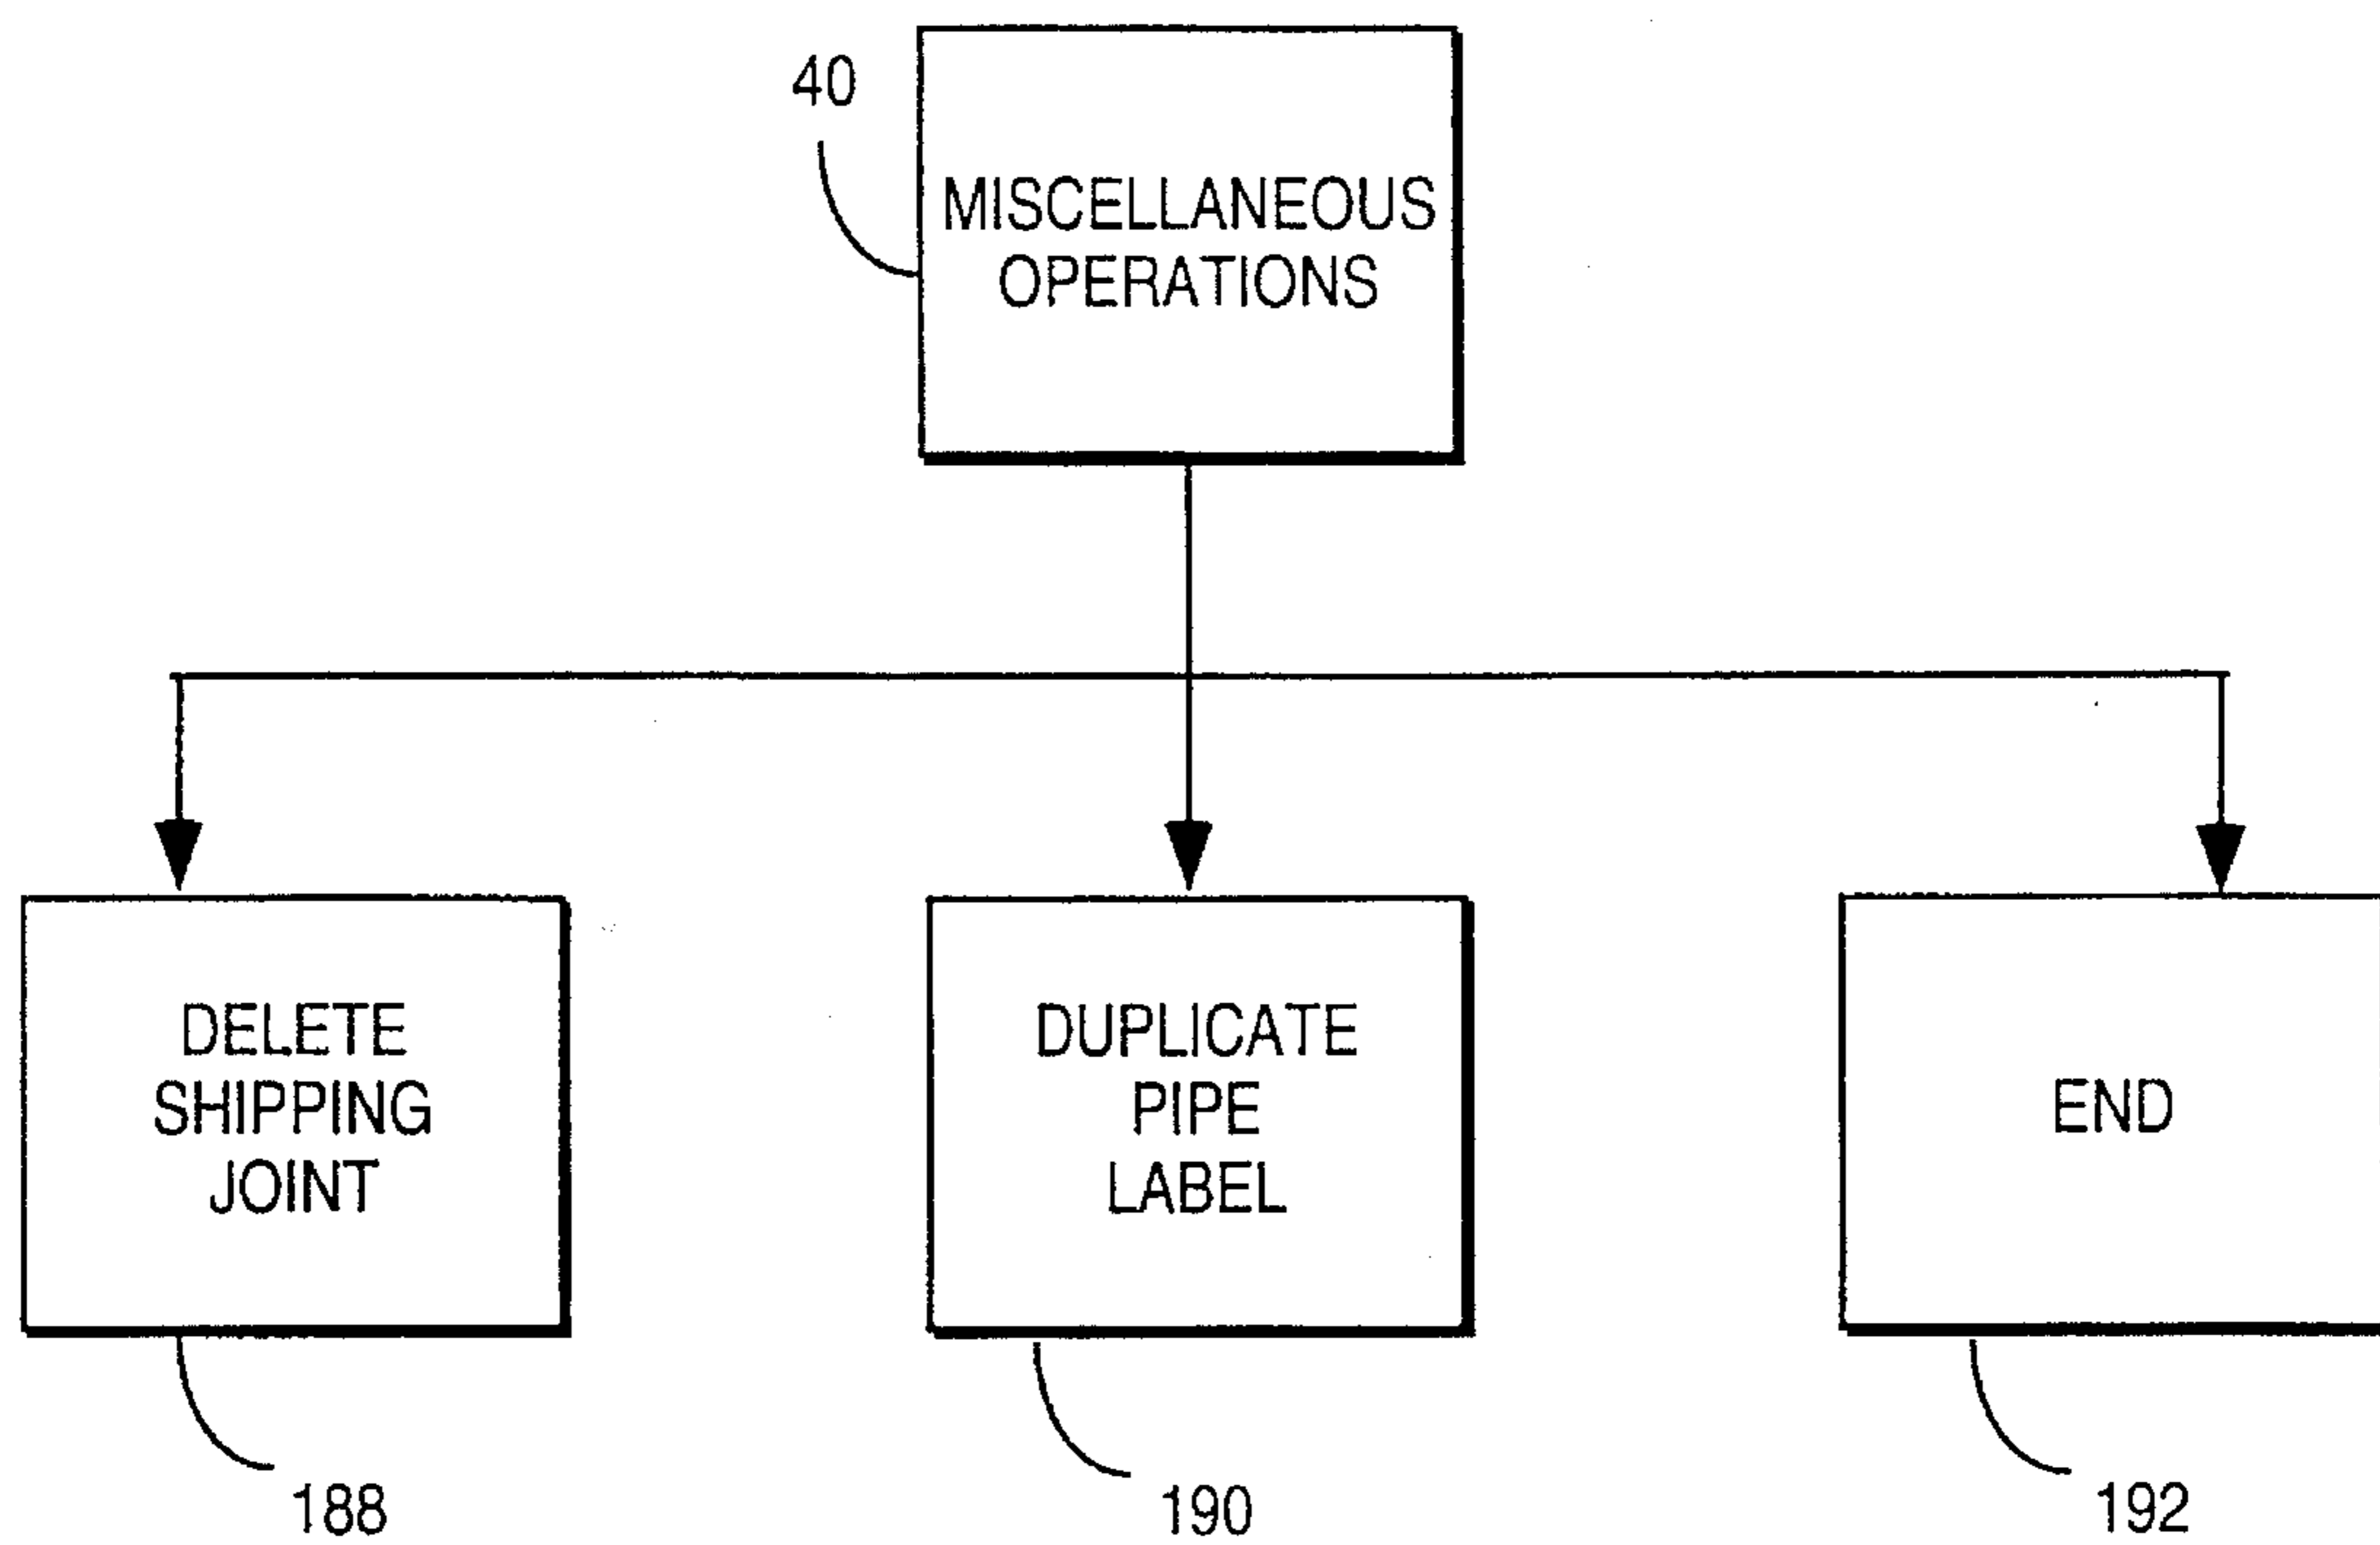 40
MISCELLANEOUS
OPERATIONS
DELETE
SHIPPING
JOINT
DUPLICATE
PIPE
LABEL
END
188
190
192